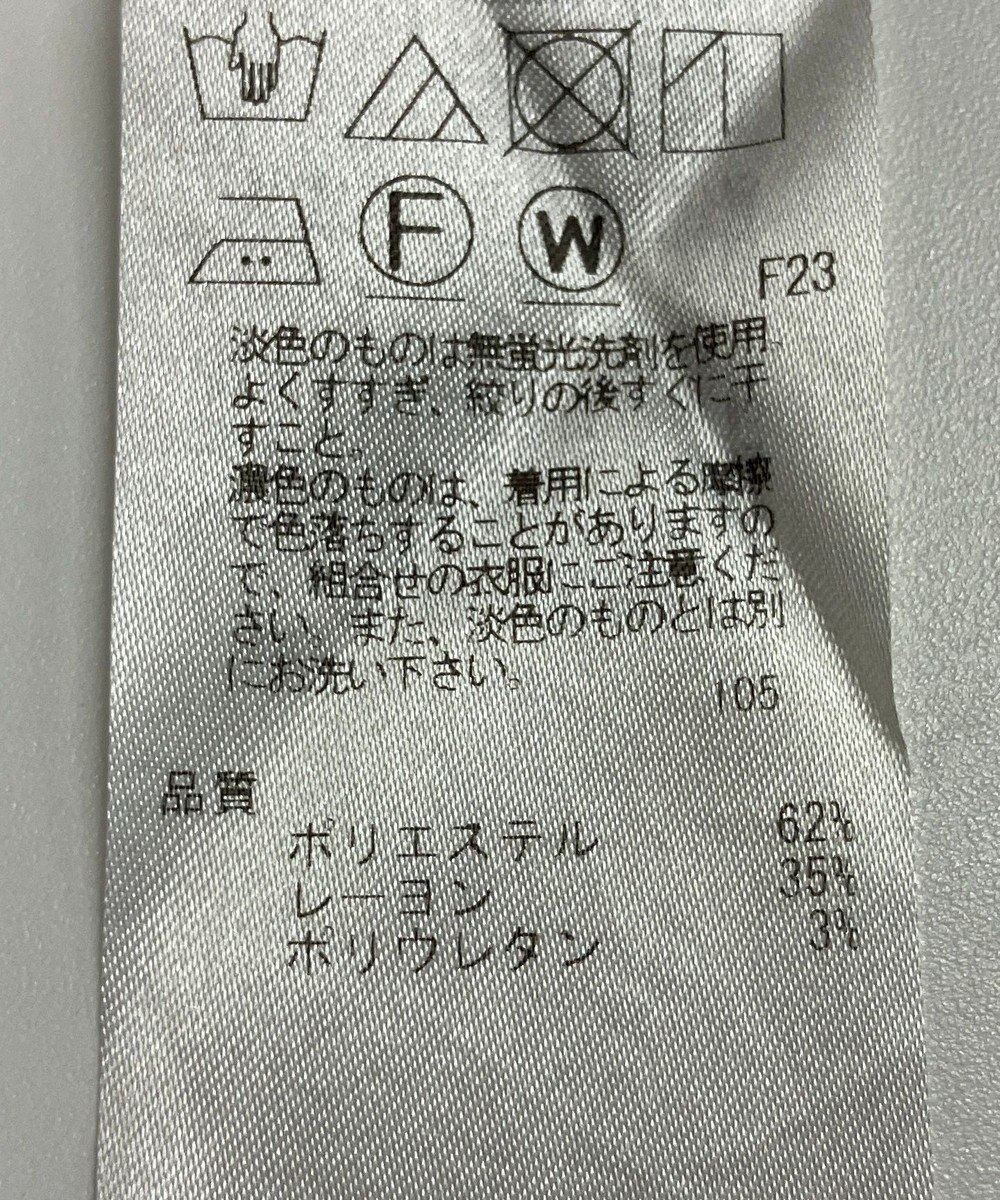 F W
F23
淡色のものは無蛍光洗剤を使用
よくすすぎ、絞りの後すぐに干
すこと。
濃色のものは、着用による摩擦
で色落ちすることがありますの
で、組合せの衣服にご注意くだ
さい。また、淡色のものとは別
にお洗い下さい。
105
品質
ポリエステル 62%
レーヨン 35%
ポリウレタン 3%